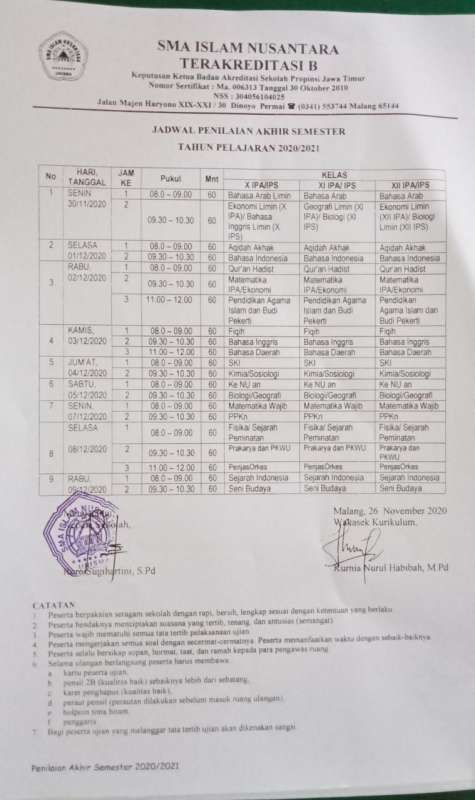 SMA ISLAM NUSANTARA
TERAKREDITASI B
Keputusan Ketua Badan Akreditasi Sekolah Propinsi Jawa Timur
Nomor Sertifikat : Ma. 006313 Tanggal 30 Oktober 2010
NSS : 304056104025
Jalan Majen Haryono XIX-XXI / 30 Dinoyo Permai ☎ (0341) 553744 Malang 65144
JADWAL PENILAIAN AKHIR SEMESTER
TAHUN PELAJARAN 2020/2021
No HARI, TANGGAL JAM KE Pukul Mnt KELAS
X IPA/IPS XI IPA/ IPS XII IPA/IPS
1 SENIN 30/11/2020 1 08.0 – 09.00 60 Bahasa Arab Limin Bahasa Arab Bahasa Arab
2 09.30 – 10.30 60 Ekonomi Limin (X IPA)/ Bahasa Inggris Limin (X IPS) Geografi Limin (XI IPA)/ Biologi (XI IPS) Ekonomi Limin (XII IPA)/ Biologi Limin (XII IPS)
2 SELASA 01/12/2020 1 08.0 – 09.00 60 Aqidah Akhak Aqidah Akhak Aqidah Akhak
2 09.30 – 10.30 60 Bahasa Indonesia Bahasa Indonesia Bahasa Indonesia
3 RABU, 02/12/2020 1 08.0 – 09.00 60 Qur'an Hadist Qur'an Hadist Qur'an Hadist
2 09.30 – 10.30 60 Matematika IPA/Ekonomi Matematika IPA/Ekonomi Matematika IPA/Ekonomi
3 11.00 – 12.00 60 Pendidikan Agama Islam dan Budi Pekerti Pendidikan Agama Islam dan Budi Pekerti Pendidikan Agama Islam dan Budi Pekerti
4 KAMIS, 03/12/2020 1 08.0 – 09.00 60 Fiqih Fiqih Fiqih
2 09.30 – 10.30 60 Bahasa Inggris Bahasa Inggris Bahasa Inggris
3 11.00 – 12.00 60 Bahasa Daerah Bahasa Daerah Bahasa Daerah
5 JUM'AT, 04/12/2020 1 08.0 – 09.00 60 SKI SKI SKI
2 09.30 – 10.30 60 Kimia/Sosiologi Kimia/Sosiologi Kimia/Sosiologi
6 SABTU, 05/12/2020 1 08.0 – 09.00 60 Ke NU an Ke NU an Ke NU an
2 09.30 – 10.30 60 Biologi/Geografi Biologi/Geografi Biologi/Geografi
7 SENIN, 07/12/2020 1 08.0 – 09.00 60 Matematika Wajib Matematika Wajib Matematika Wajib
2 09.30 – 10.30 60 PPKn PPKn PPKn
8 SELASA 08/12/2020 1 08.0 – 09.00 60 Fisika/ Sejarah Peminatan Fisika/ Sejarah Peminatan Fisika/ Sejarah Peminatan
2 09.30 – 10.30 60 Prakarya dan PKWU Prakarya dan PKWU Prakarya dan PKWU
3 11.00 – 12.00 60 PenjasOrkes PenjasOrkes PenjasOrkes
9 RABU, 09/12/2020 1 08.0 – 09.00 60 Sejarah Indonesia Sejarah Indonesia Sejarah Indonesia
2 09.30 – 10.30 60 Seni Budaya Seni Budaya Seni Budaya
Malang, 26 November 2020
Wakasek Kurikulum,
SMA ISLAM NUSANTARA
Sugihartini, S.Pd
Kurnia Nurul Habibah, M.Pd
CATATAN
1 Peserta berpakaian seragam sekolah dengan rapi, bersih, lengkap sesuai dengan ketentuan yang berlaku
2 Peserta hendaknya menciptakan suasana yang tertib, tenang, dan antusias (semangat)
3 Peserta wajib mematuhi semua tata tertib pelaksanaan ujian
4 Peserta mengerjakan semua soal dengan secermat-cermatnya. Peserta memanfaatkan waktu dengan sebaik-baiknya
5 Peserta selalu bersikap sopan, hormat, taat, dan ramah kepada para pengawas ruang
6 Selama ulangan berlangsung peserta harus membawa
a kartu peserta ujian,
b pensil 2B (kualitas baik) sebaiknya lebih dari sebatang,
c karet penghapus (kualitas baik),
d peraut pensil (perautan dilakukan sebelum masuk ruang ulangan),
e bolpoin tinta hitam,
f penggaris
7. Bagi peserta ujian yang melanggar tata tertib ujian akan dikenakan sangsi
Penilaian Akhir Semester 2020/2021